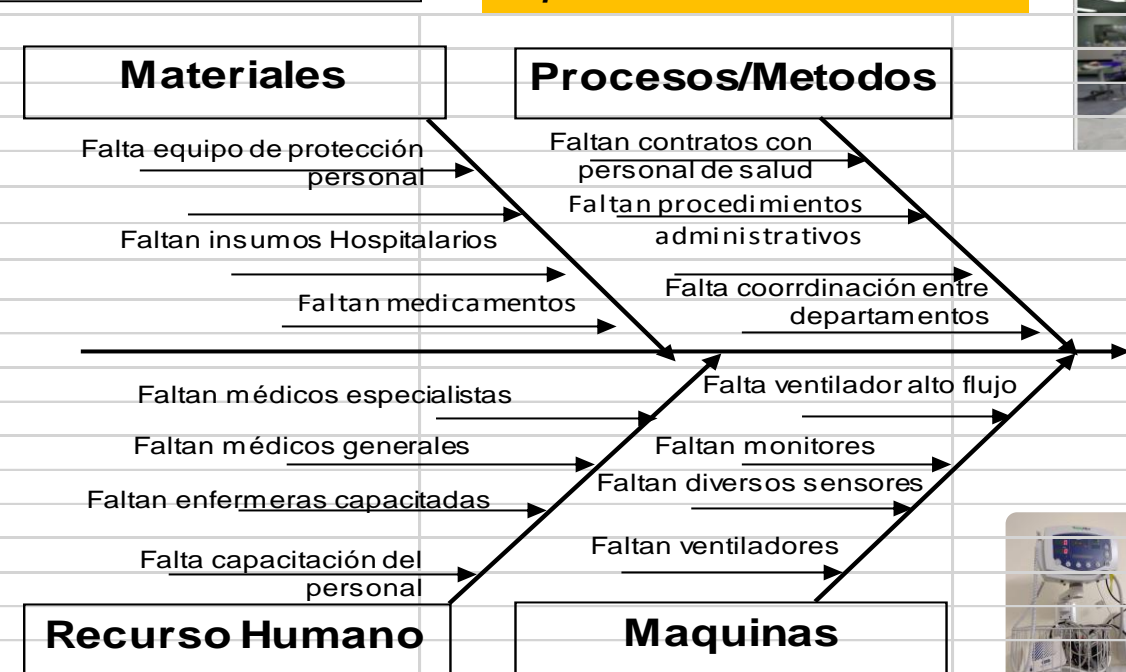 Materiales
Procesos/Metodos
Falta equipo de protección
personal
Faltan insumos Hospitalarios
Faltan medicamentos
Faltan contratos con
personal de salud
Faltan procedimientos
administrativos
Falta coorrdinación entre
departamentos
Faltan médicos especialistas
Faltan médicos generales
Faltan enfermeras capacitadas
Falta capacitación del
personal
Falta ventilador alto flujo
Faltan monitores
Faltan diversos sensores
Faltan ventiladores
Recurso Humano
Maquinas